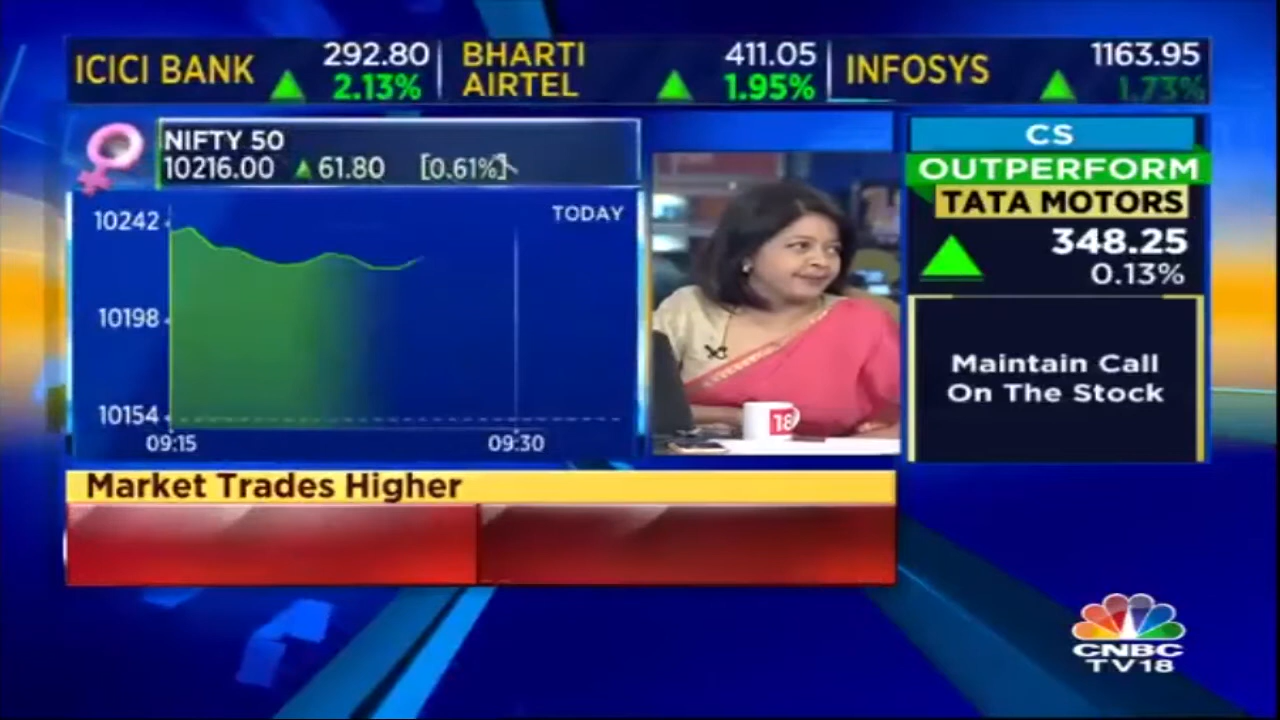 ICICI BANK
292.80
2.13%
BHARTI
AIRTEL
411.05
1.95%
INFOSYS
1163.95
1.73%
NIFTY 50
10216.00 61.80 [0.61%]
TODAY
10242
10198
10154
09:15
09:30
18
CS
OUTPERFORM
TATA MOTORS
348.25
0.13%
Maintain Call
On The Stock
Market Trades Higher
CNBC
TV18